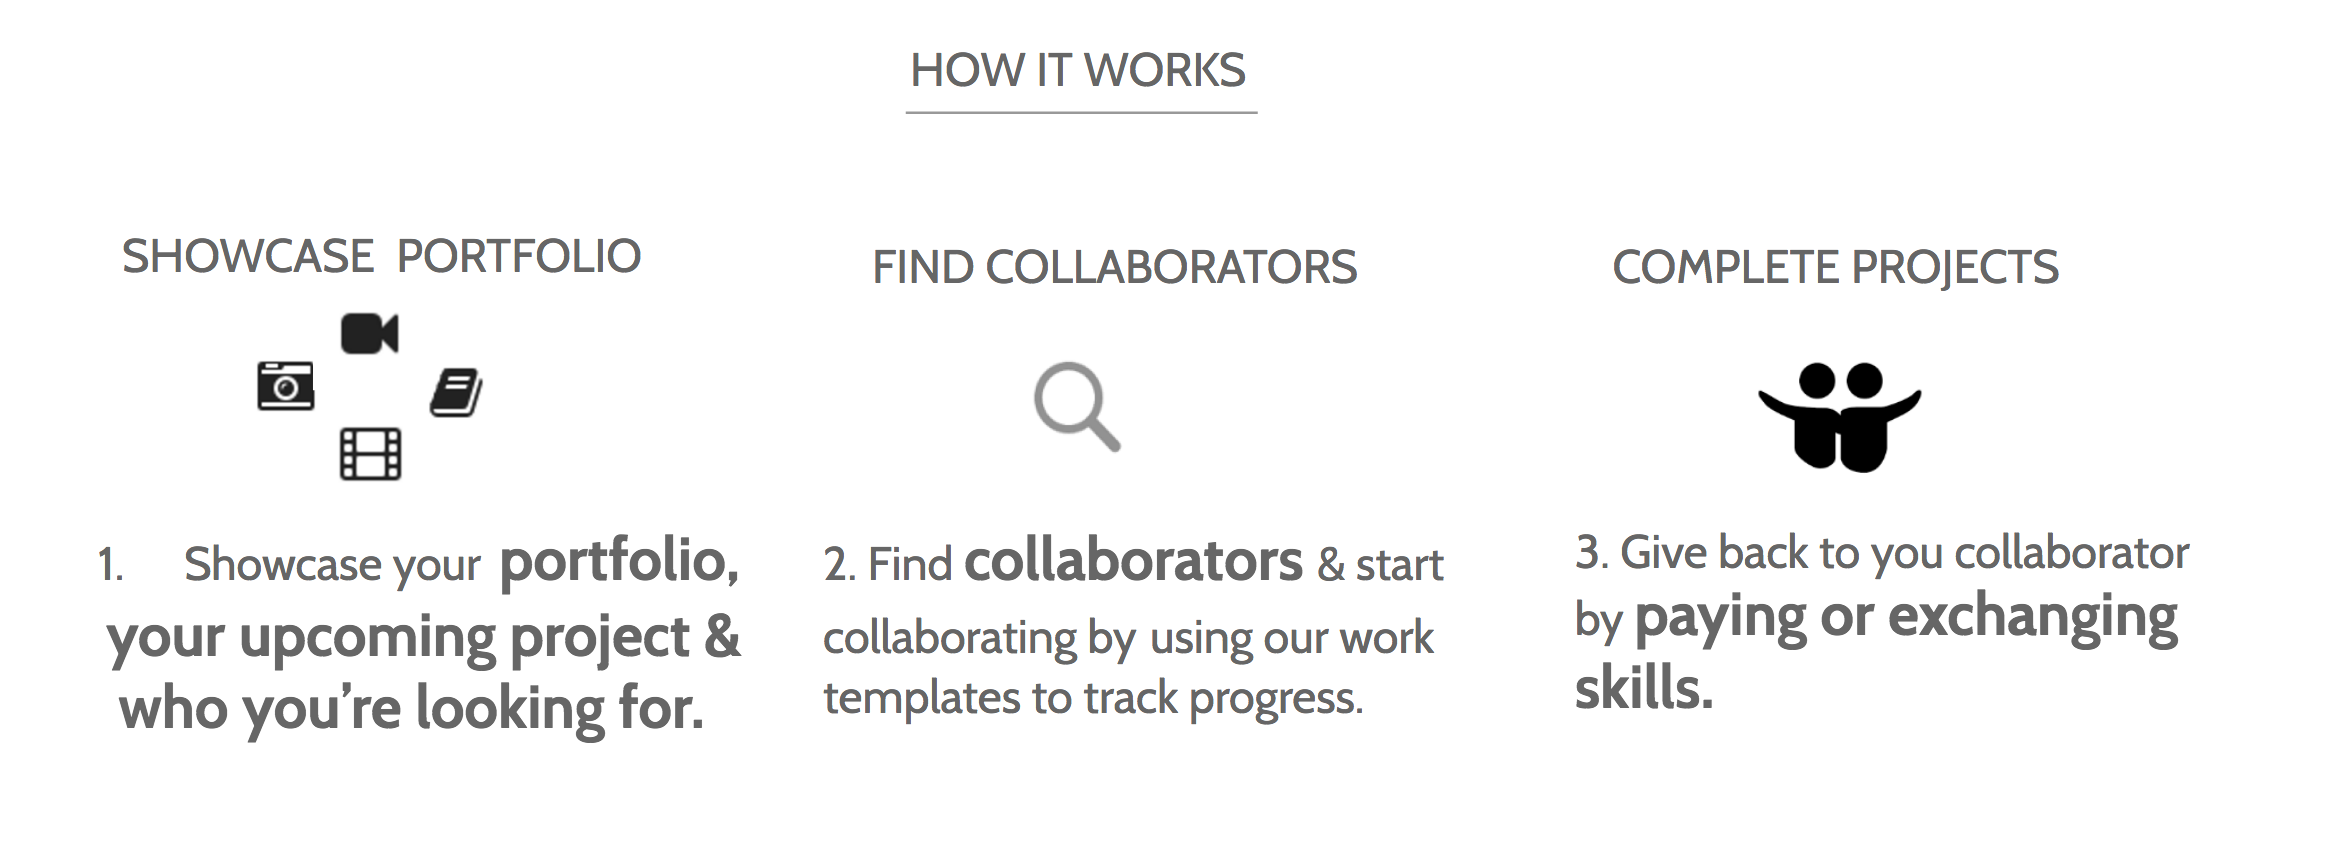 HOW IT WORKS
SHOWCASE PORTFOLIO
1. Showcase your portfolio,
your upcoming project &
who you’re looking for.
FIND COLLABORATORS
2. Find collaborators & start
collaborating by using our work
templates to track progress.
COMPLETE PROJECTS
3. Give back to you collaborator
by paying or exchanging
skills.